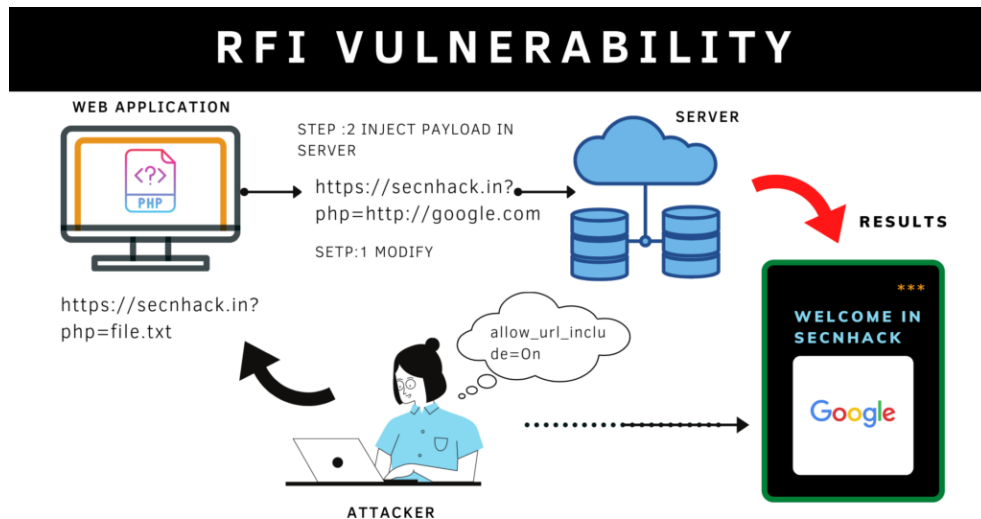 RFI VULNERABILITY
WEB APPLICATION
<?>
PHP
STEP :2 INJECT PAYLOAD IN
SERVER
https://secnhack.in?
php=http://google.com
SETP:1 MODIFY
SERVER
RESULTS
https://secnhack.in?
php=file.txt
allow_url_inclu
de=On
***
WELCOME IN
SECNHACK
Google
ATTACKER